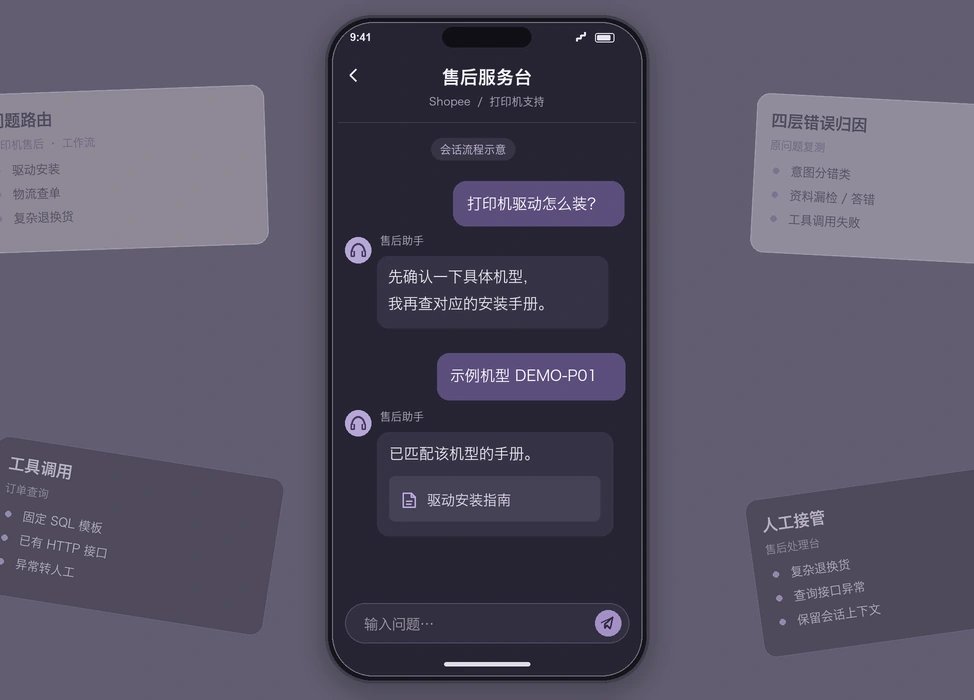 9:41
售后服务台
Shopee / 打印机支持
会话流程示意
打印机驱动怎么装?
售后助手
先确认一下具体机型,
我再查对应的安装手册。
示例机型 DEMO-P01
售后助手
已匹配该机型的手册。
驱动安装指南
输入问题…
题路由
印机售后 · 工作流
驱动安装
物流查单
复杂退换货
工具调用
订单查询
固定 SQL 模板
已有 HTTP 接口
异常转人工
四层错误归因
原问题复测
意图分错类
资料漏检 / 答错
工具调用失败
人工接管
售后处理台
复杂退换货
查询接口异常
保留会话上下文